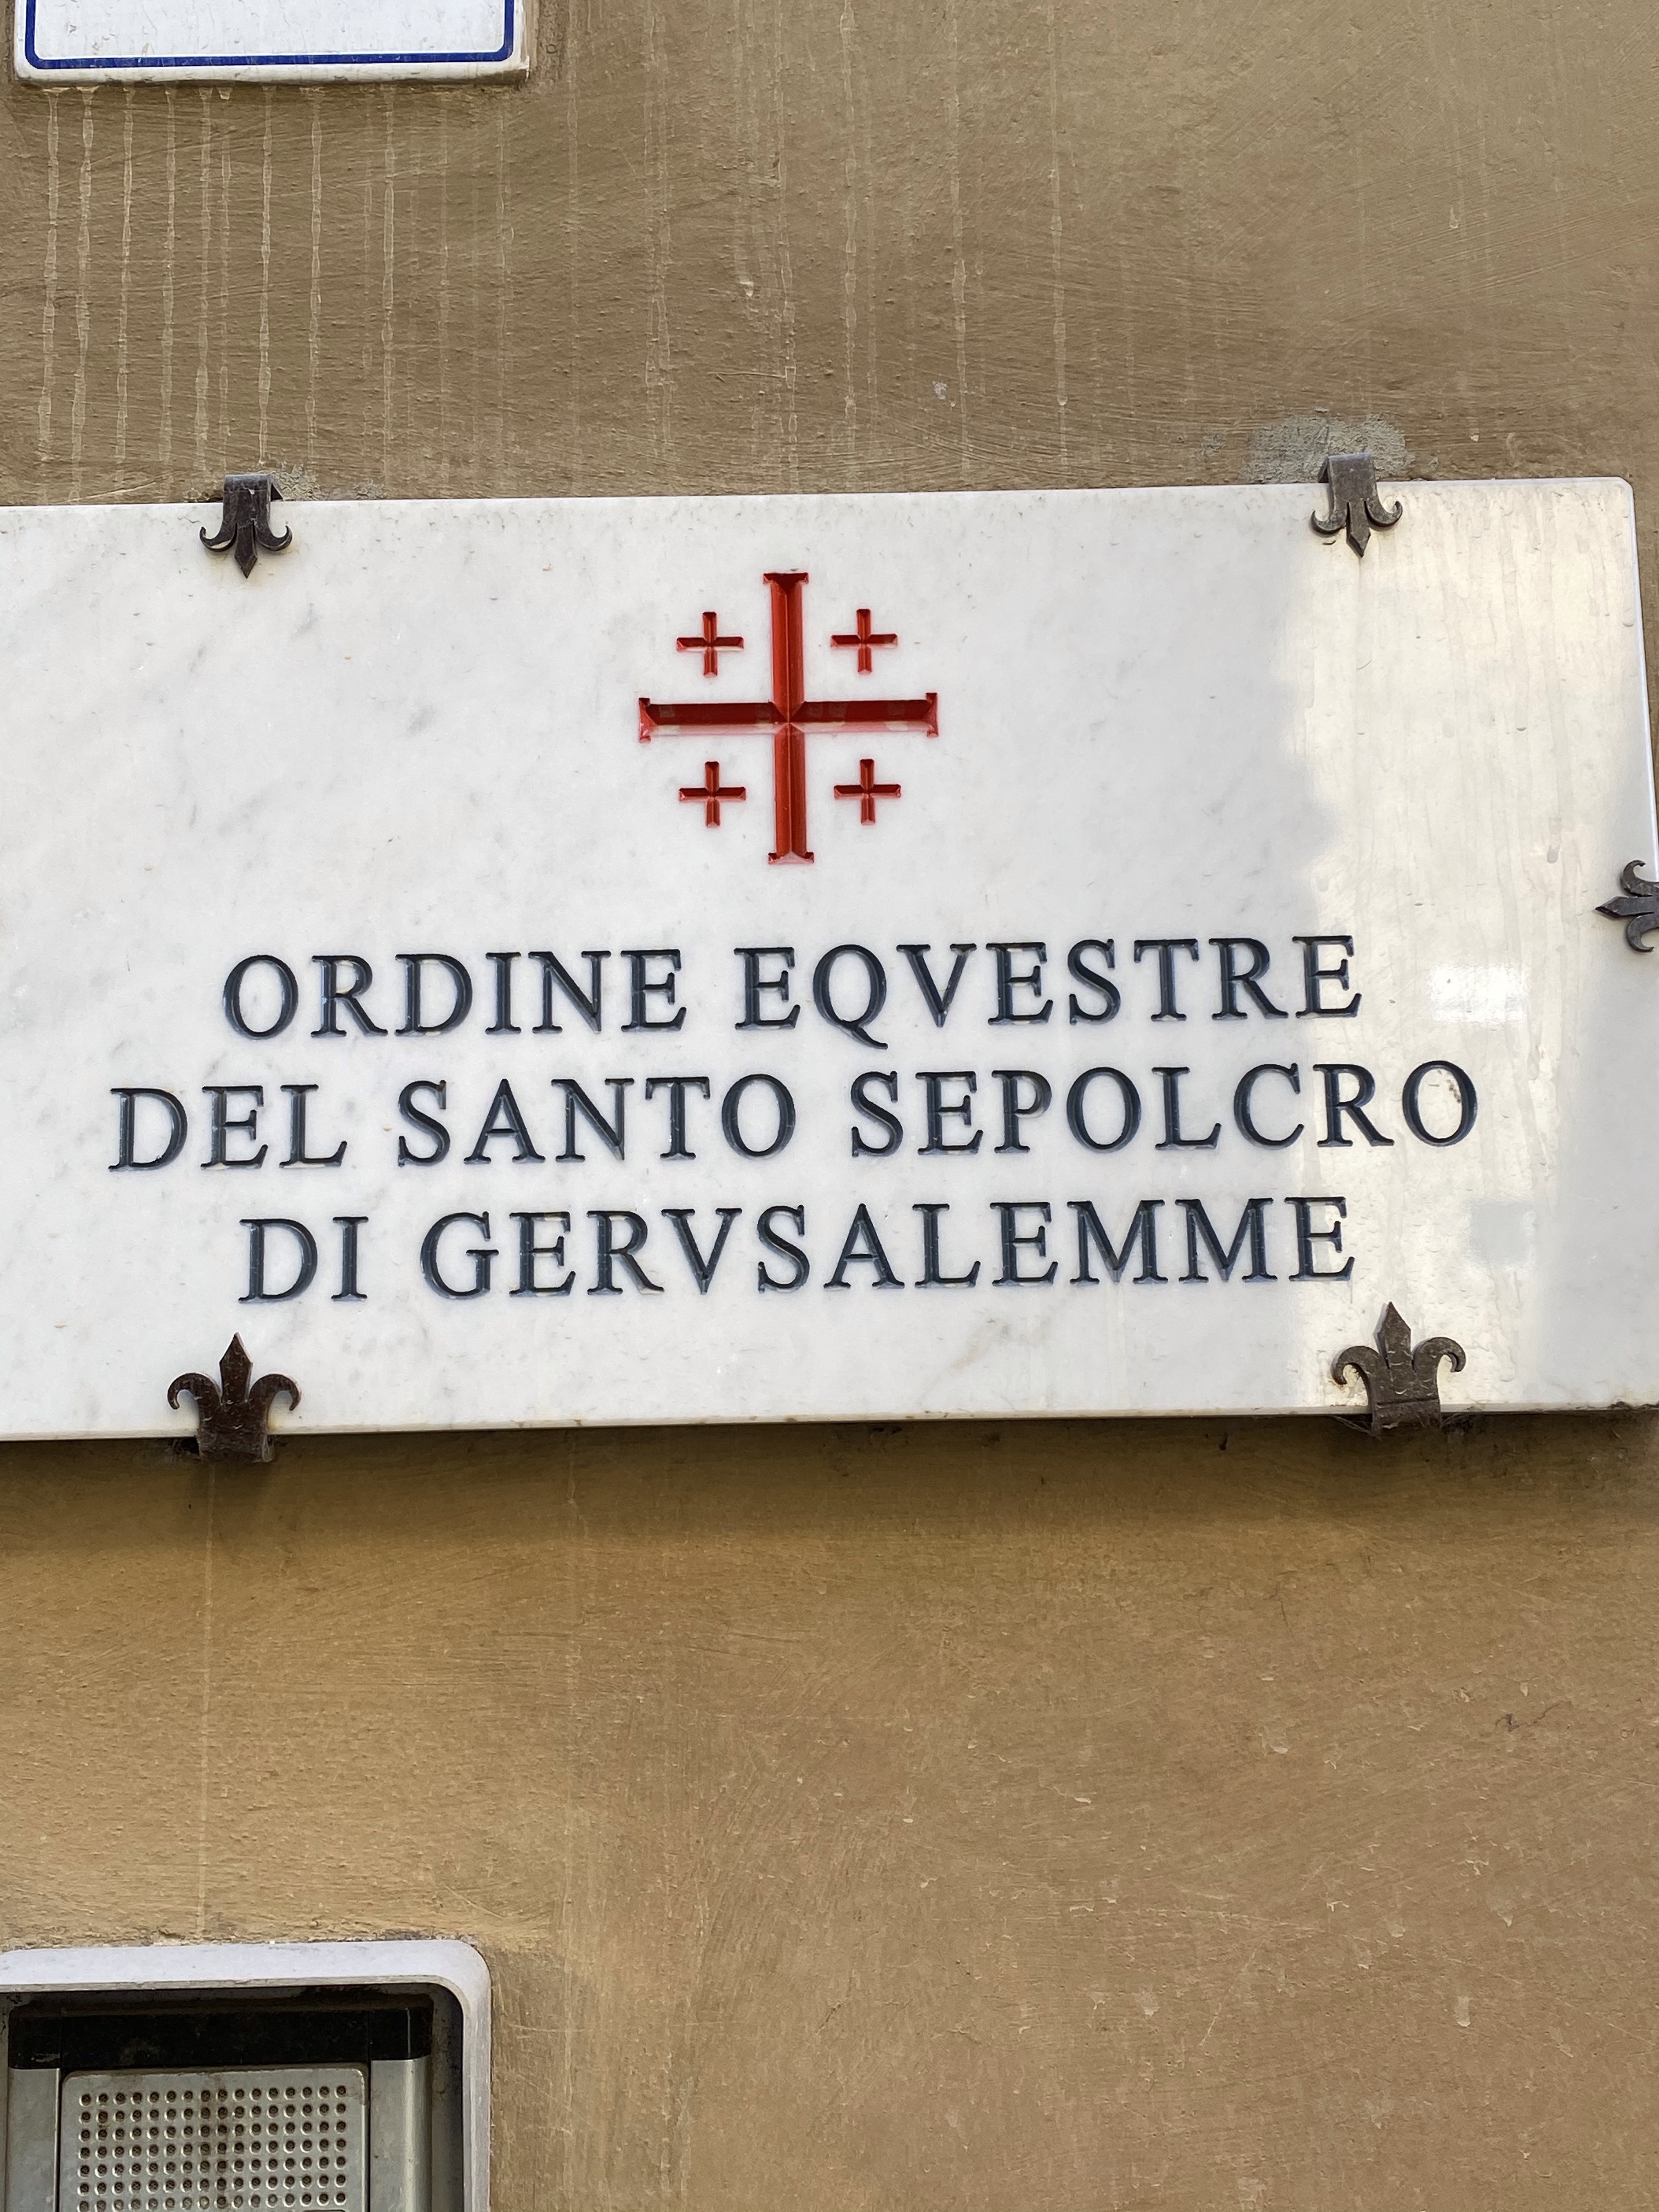 ORDINE EQVESTRE
DEL SANTO SEPOLCRO
DI GERVSALEMME